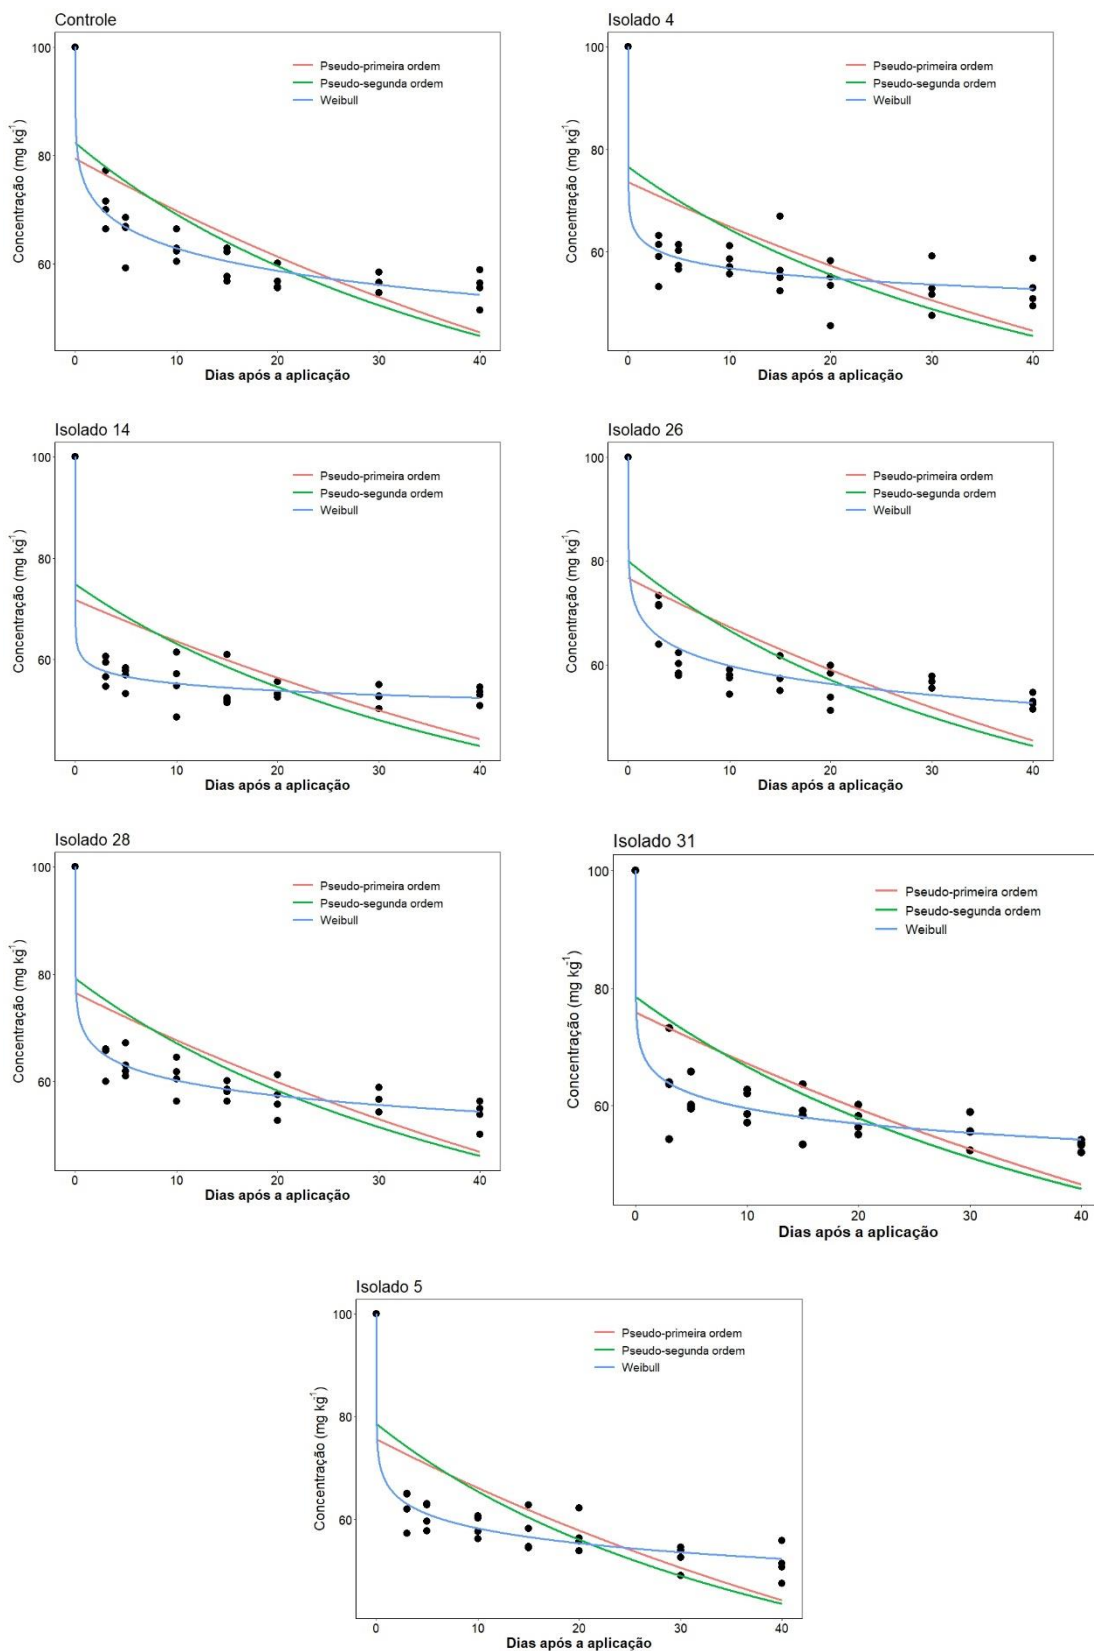 Controle
Concentração (mg kg-1)
100
80
60
Pseudo-primeira ordem
Pseudo-segunda ordem
Weibull
0 10 20 30 40
Dias após a aplicação
Isolado 4
Concentração (mg kg-1)
100
80
60
Pseudo-primeira ordem
Pseudo-segunda ordem
Weibull
0 10 20 30 40
Dias após a aplicação
Isolado 14
Concentração (mg kg-1)
100
80
60
Pseudo-primeira ordem
Pseudo-segunda ordem
Weibull
0 10 20 30 40
Dias após a aplicação
Isolado 26
Concentração (mg kg-1)
100
80
60
Pseudo-primeira ordem
Pseudo-segunda ordem
Weibull
0 10 20 30 40
Dias após a aplicação
Isolado 28
Concentração (mg kg-1)
100
80
60
Pseudo-primeira ordem
Pseudo-segunda ordem
Weibull
0 10 20 30 40
Dias após a aplicação
Isolado 31
Concentração (mg kg-1)
100
80
60
Pseudo-primeira ordem
Pseudo-segunda ordem
Weibull
0 10 20 30 40
Dias após a aplicação
Isolado 5
Concentração (mg kg-1)
100
80
60
Pseudo-primeira ordem
Pseudo-segunda ordem
Weibull
0 10 20 30 40
Dias após a aplicação